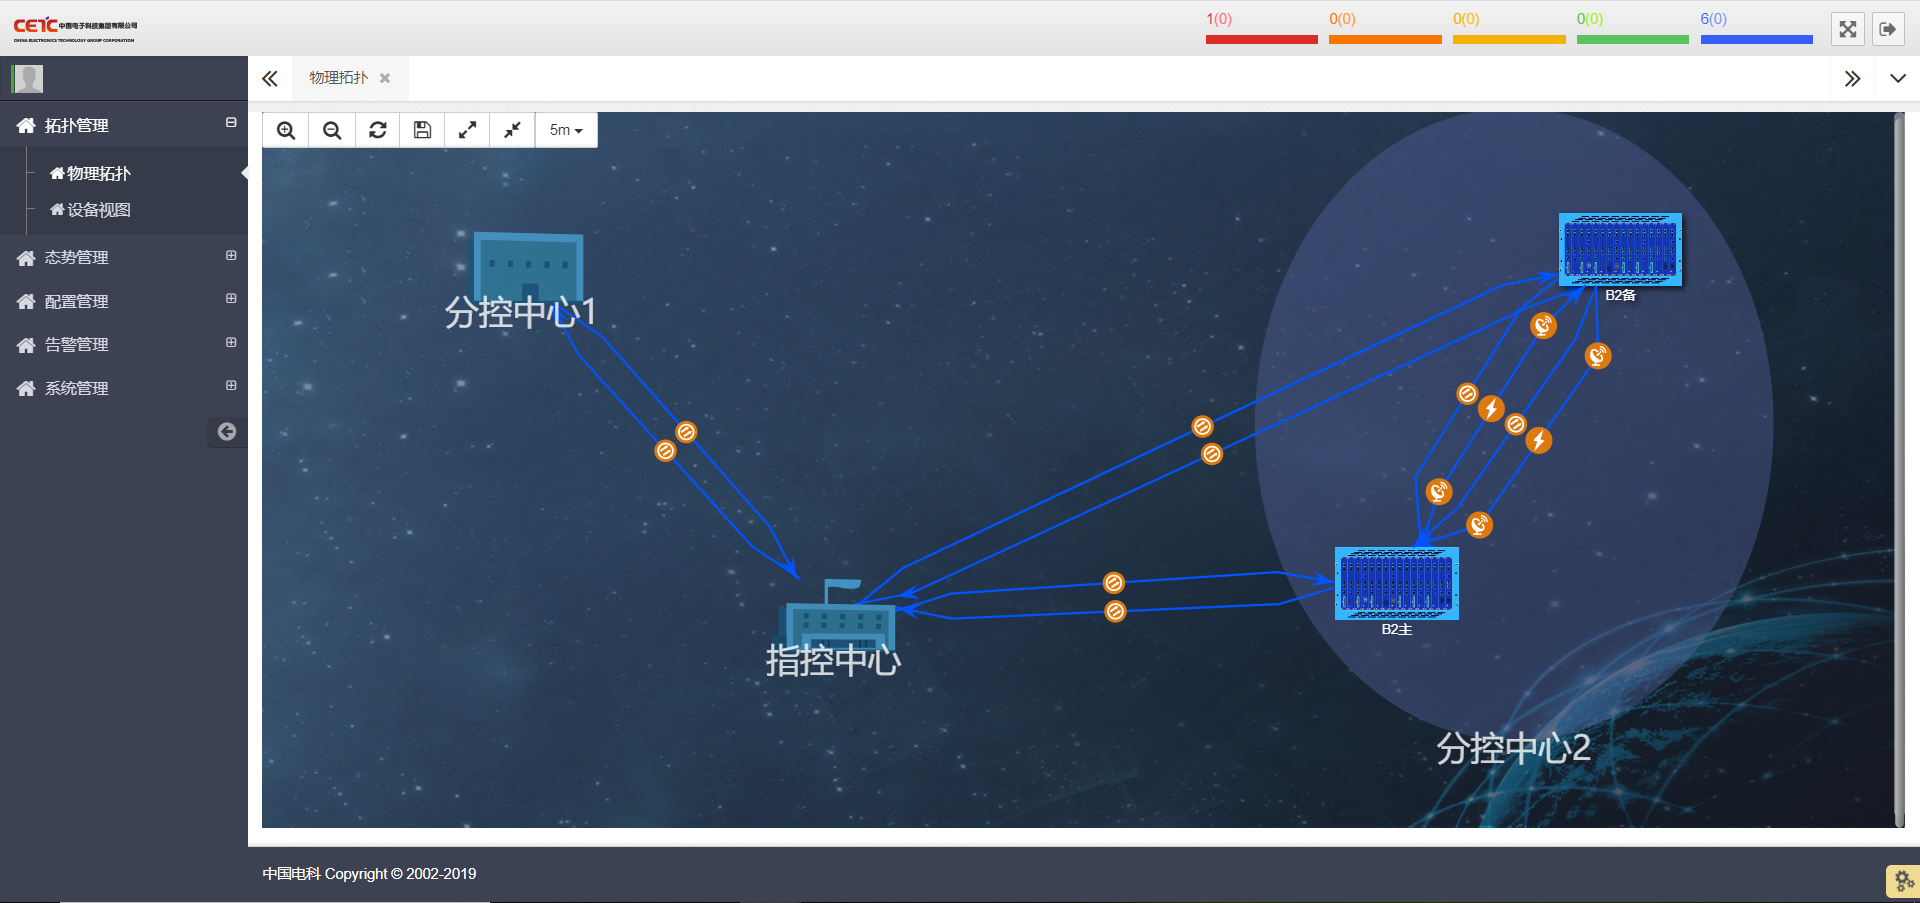 CETC 中国电子科技集团有限公司
CHINA ELECTRONICS TECHNOLOGY GROUP CORPORATION
1(0)
0(0)
0(0)
0(0)
6(0)
物理拓扑
拓扑管理
物理拓扑
设备视图
态势管理
配置管理
告警管理
系统管理
5m
分控中心1
B2备
指控中心
B2主
分控中心2
中国电科 Copyright © 2002-2019